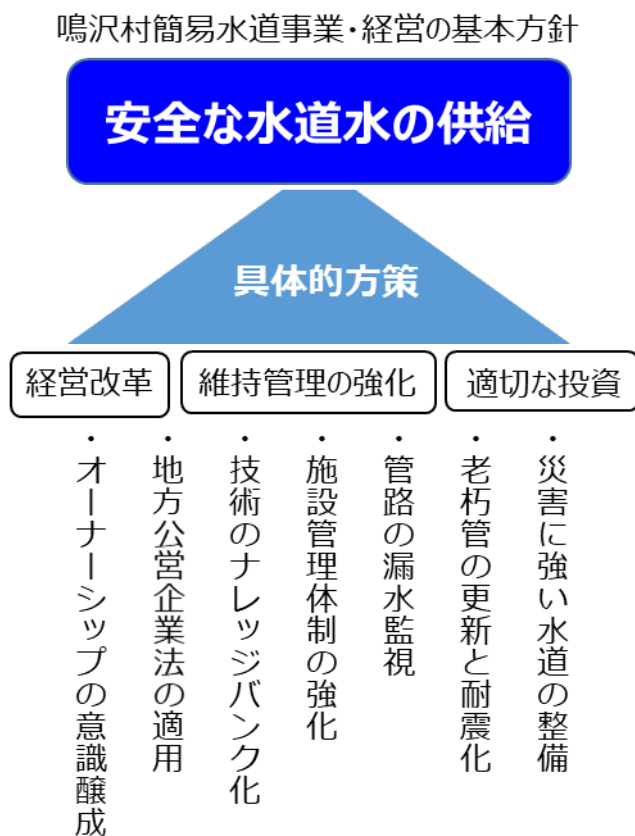 鳴沢村簡易水道事業・経営の基本方針
安全な水道水の供給
具体的方策
経営改革
維持管理の強化
適切な投資
・オーナーシップの意識醸成
・地方公営企業法の適用
・技術のナレッジバンク化
・施設管理体制の強化
・管路の漏水監視
・老朽管の更新と耐震化
・災害に強い水道の整備